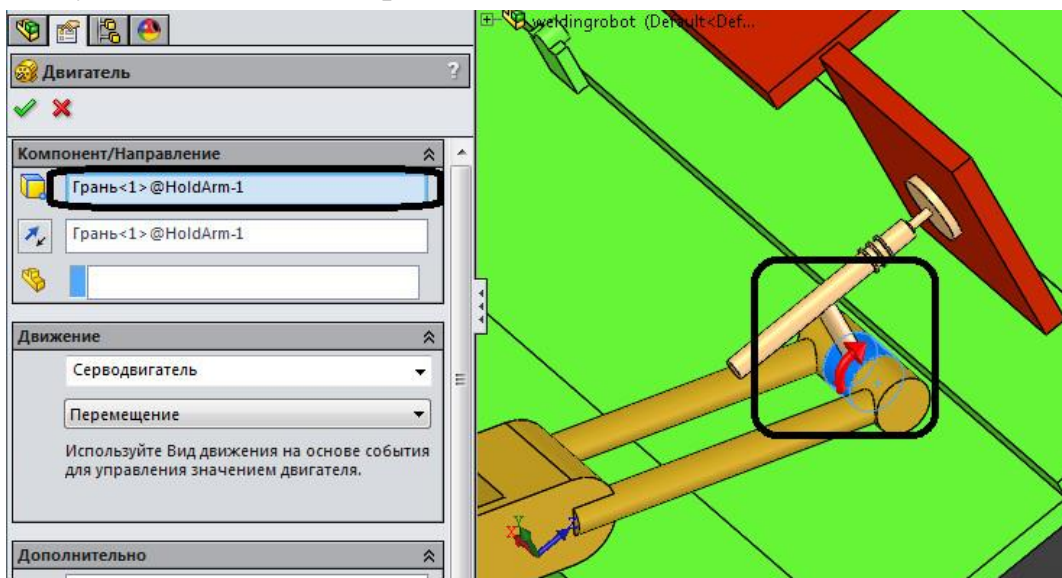 weldingrobot (Default<Def...
Двигатель
?
Компонент/Направление
Грань<1>@HoldArm-1
Грань<1>@HoldArm-1
Движение
Серводвигатель
Перемещение
Используйте Вид движения на основе события
для управления значением двигателя.
Дополнительно
X
Y
Z